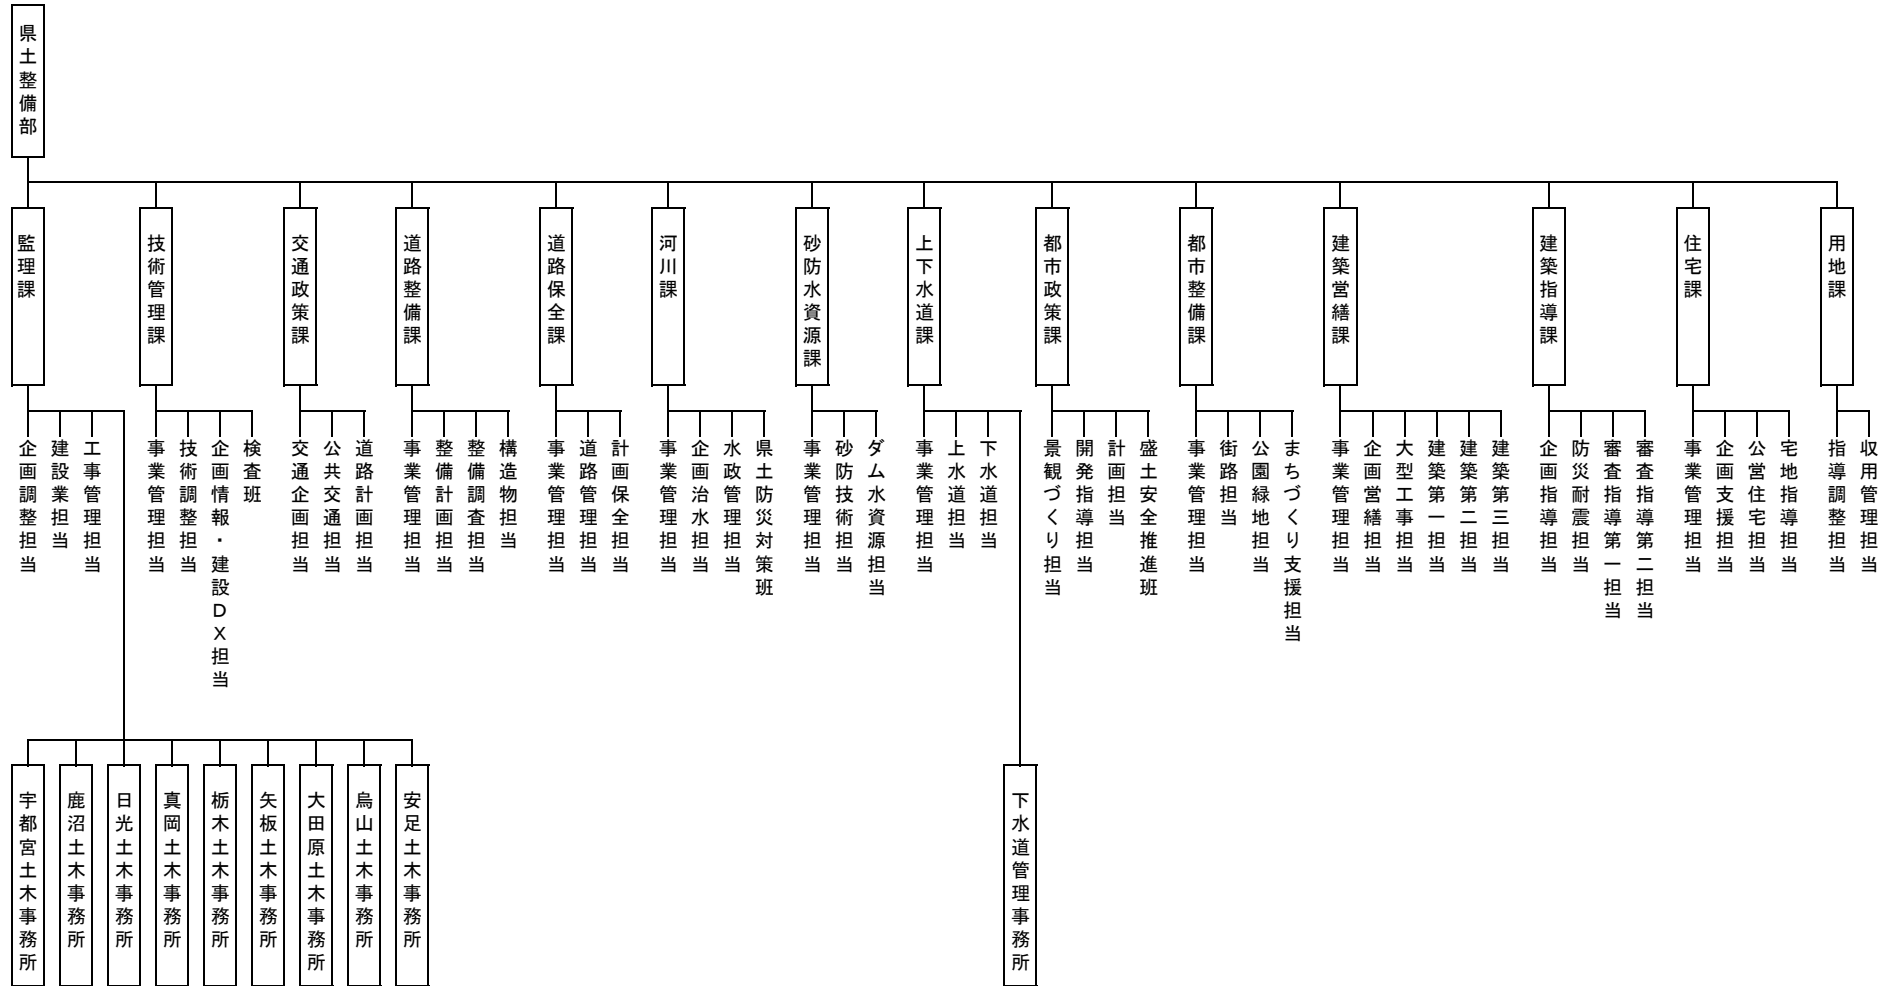 県土整備部
監理課
技術管理課
交通政策課
道路整備課
道路保全課
河川課
砂防水資源課
上下水道課
都市政策課
都市整備課
建築営繕課
建築指導課
住宅課
用地課
企画調整担当
建設業担当
工事管理担当
事業管理担当
技術調整担当
企画情報・建設DX担当
検査班
交通企画担当
公共交通担当
道路計画担当
事業管理担当
整備計画担当
整備調査担当
構造物担当
事業管理担当
道路管理担当
計画保全担当
事業管理担当
企画治水担当
水政管理担当
県土防災対策班
事業管理担当
砂防技術担当
ダム水資源担当
事業管理担当
上水道担当
下水道担当
景観づくり担当
開発指導担当
計画担当
盛土安全推進班
事業管理担当
街路担当
公園緑地担当
まちづくり支援担当
事業管理担当
企画営繕担当
大型工事担当
建築第一担当
建築第二担当
建築第三担当
企画指導担当
防災耐震担当
審査指導第一担当
審査指導第二担当
事業管理担当
企画支援担当
公営住宅担当
宅地指導担当
指導調整担当
収用管理担当
宇都宮土木事務所
鹿沼土木事務所
日光土木事務所
真岡土木事務所
栃木土木事務所
矢板土木事務所
大田原土木事務所
烏山土木事務所
安足土木事務所
下水道管理事務所